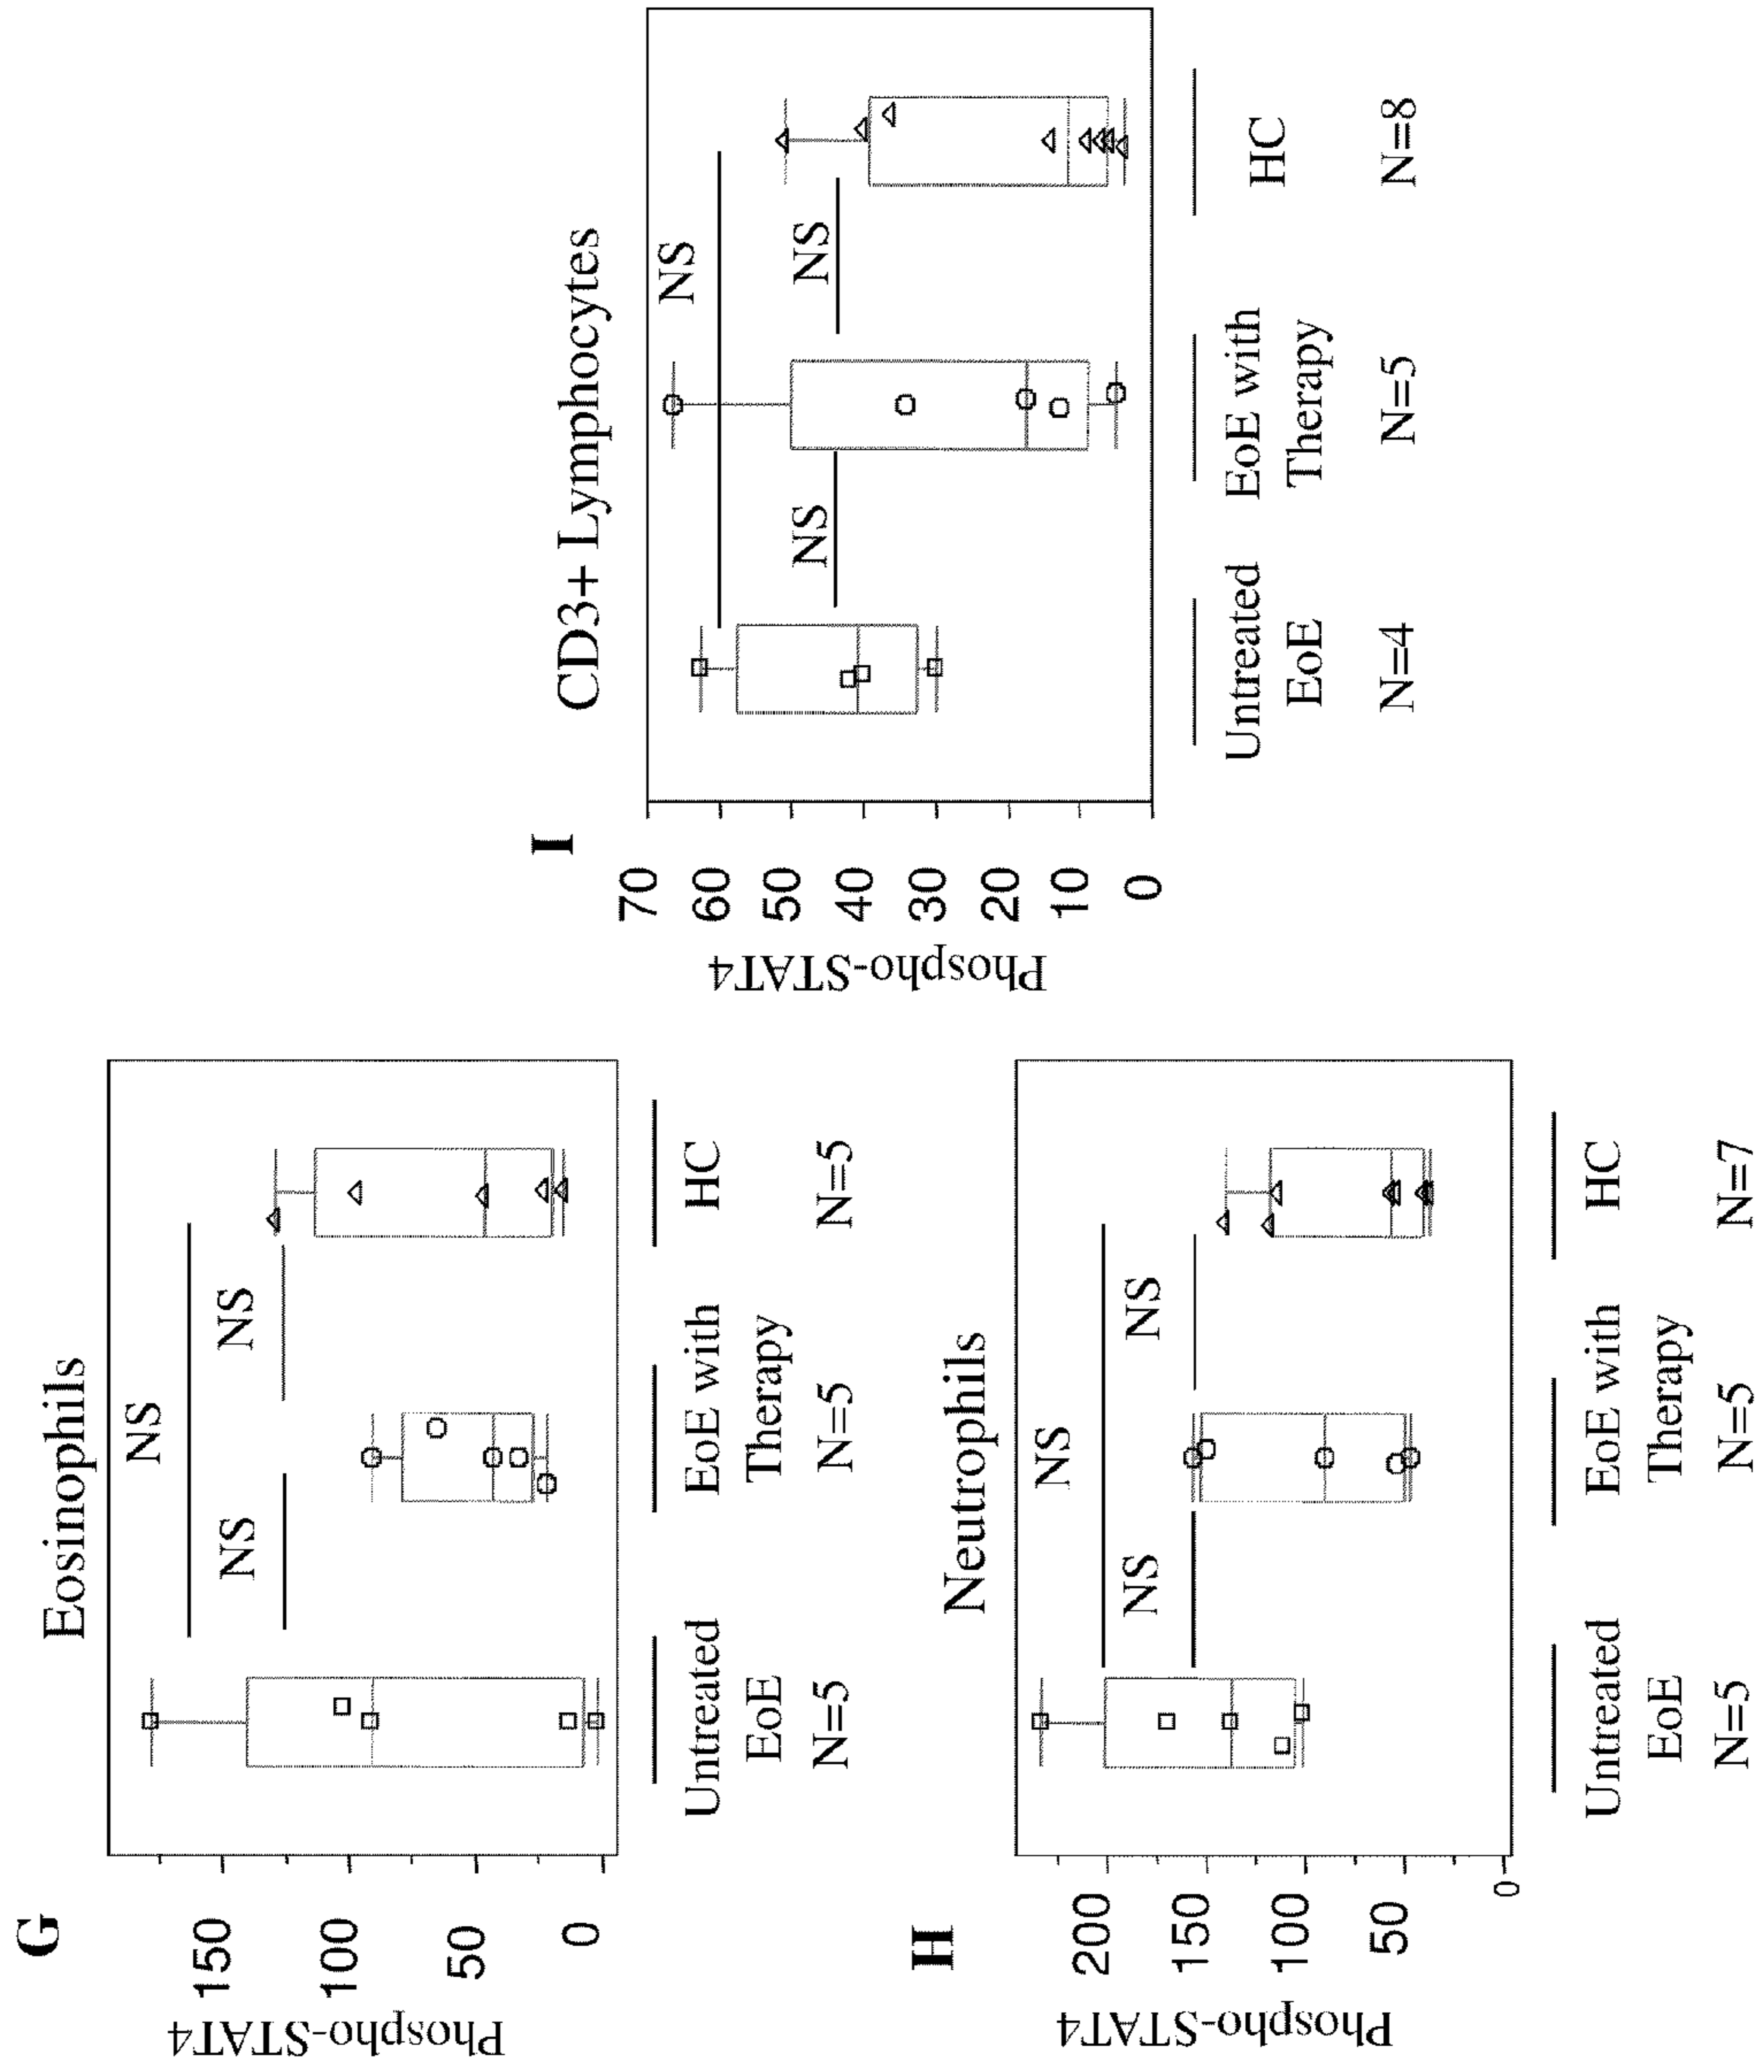 G
Eosinophils
Phospho-STAT4
150
100
50
0
NS
NS
NS
Untreated
EoE
N=5
EoE with
Therapy
N=5
HC
N=5
H
Neutrophils
Phospho-STAT4
200
150
100
50
0
NS
NS
NS
Untreated
EoE
N=5
EoE with
Therapy
N=5
HC
N=7
I
CD3+ Lymphocytes
Phospho-STAT4
70
60
50
40
30
20
10
0
NS
NS
NS
Untreated
EoE
N=4
EoE with
Therapy
N=5
HC
N=8